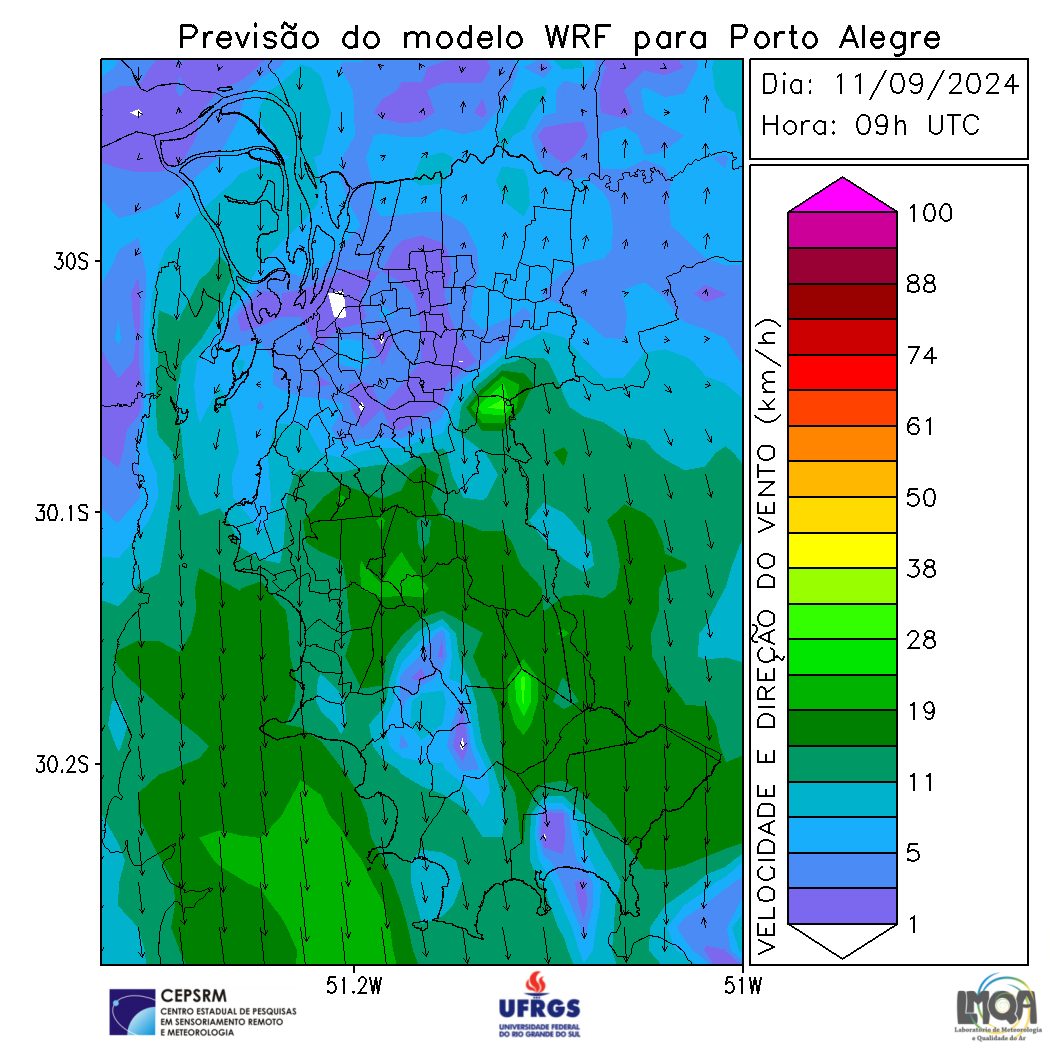 Previsão do modelo WRF para Porto Alegre
Dia: 11/09/2024
Hora: 09h UTC
30S
30.1S
30.2S
51.2W
51W
VELOCIDADE E DIREÇÃO DO VENTO (km/h)
100
88
74
61
50
38
28
19
11
5
1
CEPSRM
CENTRO ESTADUAL DE PESQUISAS
EM SENSORIAMENTO REMOTO
E METEOROLOGIA
UFRGS
UNIVERSIDADE FEDERAL
DO RIO GRANDE DO SUL
LMQA
Laboratório de Meteorologia
e Qualidade do Ar